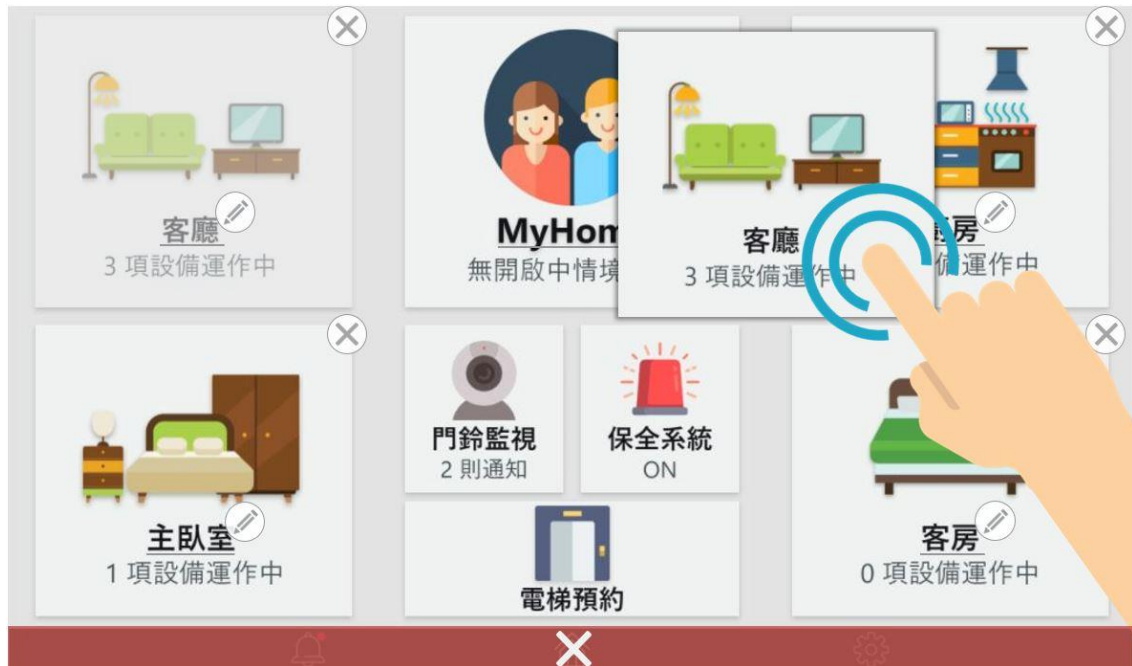 客廳
3 項設備運作中
MyHom
無開啟中情境
客廳
3 項設備運作中
房
備運作中
主臥室
1 項設備運作中
門鈴監視
2 則通知
保全系統
ON
電梯預約
客房
0 項設備運作中